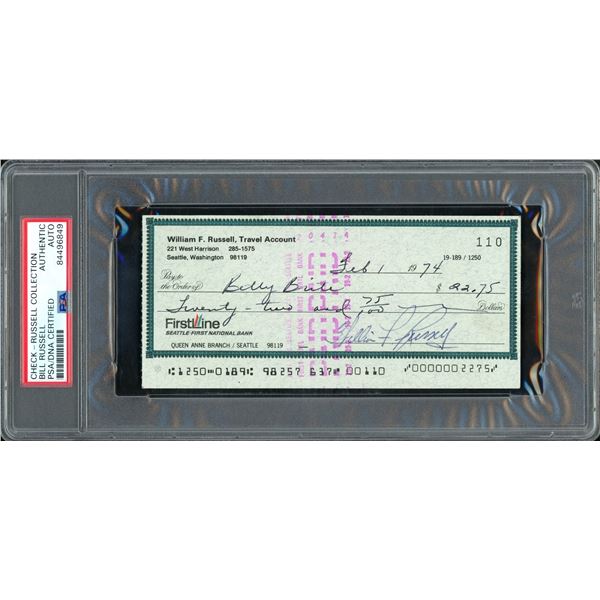 CHECK - RUSSELL COLLECTION
BILL RUSSELL
PSA/DNA CERTIFIED
AUTHENTIC
AUTO
84496849
PSA
William F. Russell, Travel Account
221 West Harrison 285-1575
Seattle, Washington 98119
110
19-189 / 1250
Feb 1 1974
Pay to
the Order of Billy $ 22.75
Twenty-two and 75/100 Dollars
Firstline
SEATTLE-FIRST NATIONAL BANK
William F Russell
QUEEN ANNE BRANCH / SEATTLE 98119
⑆1250⑉0189⑆ 98257 637⑈ 00110 ⑈0000002275⑈